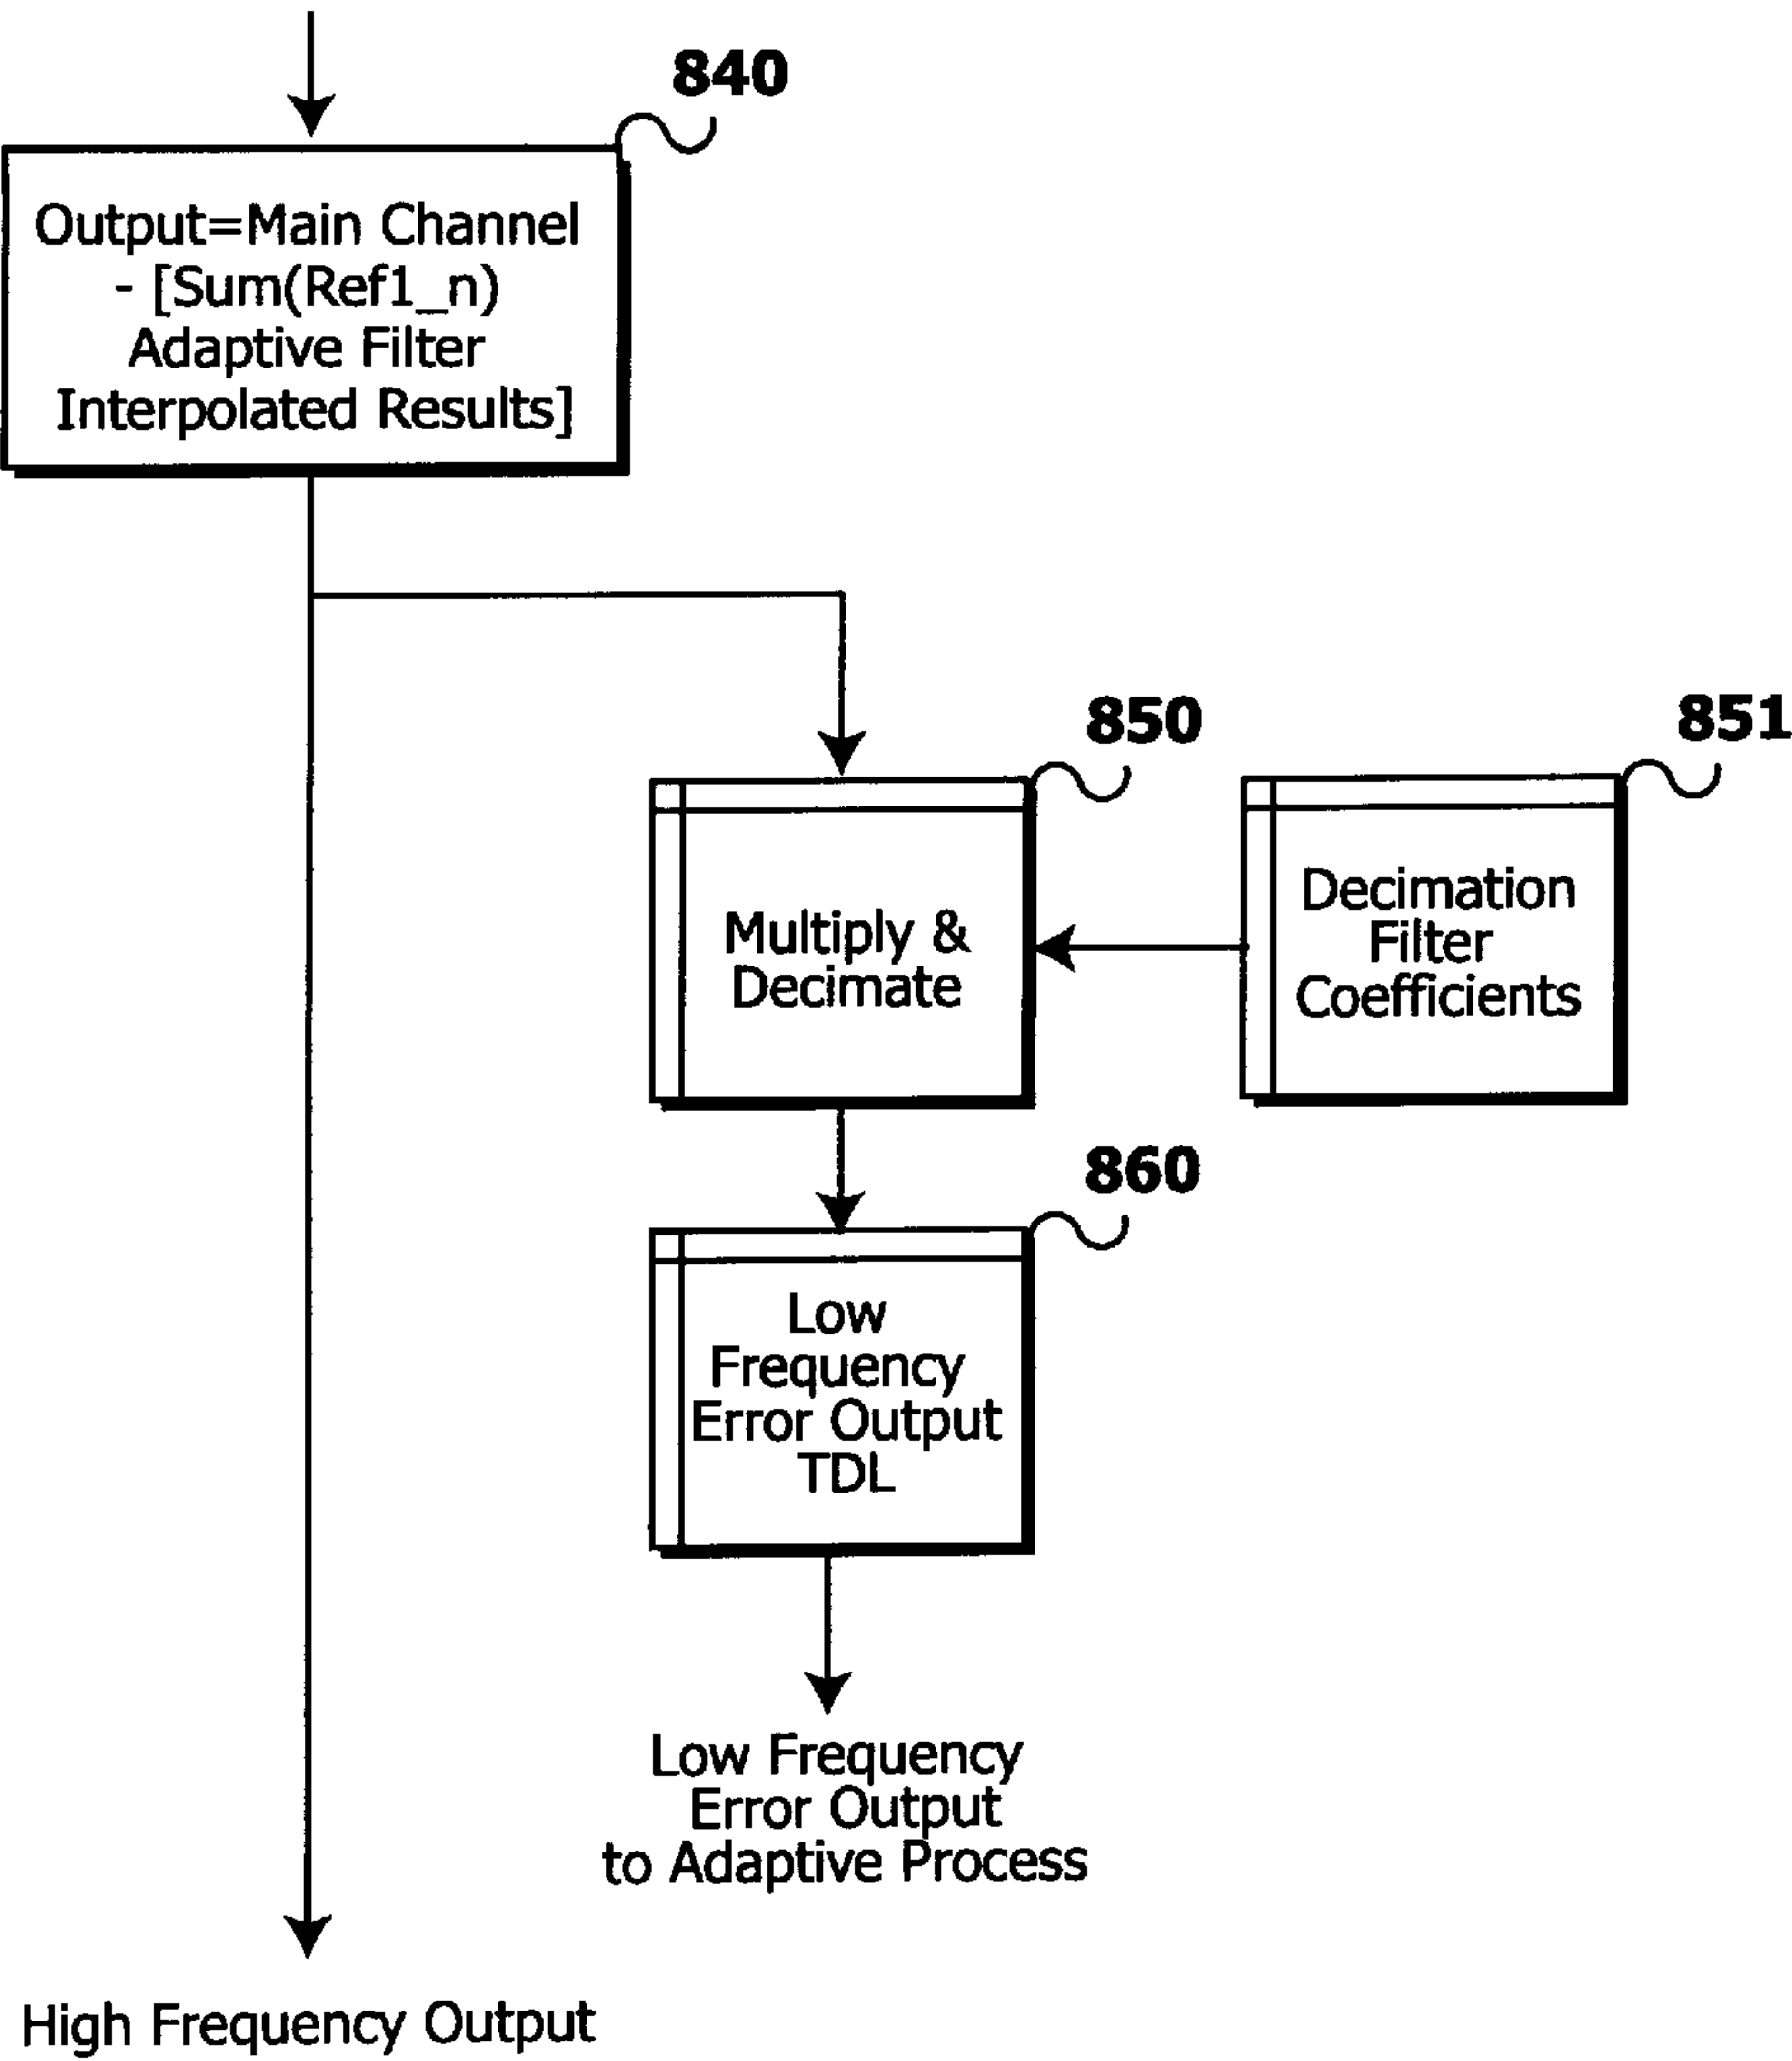 840
Output=Main Channel
- [Sum(Ref1_n)
Adaptive Filter
Interpolated Results]
850
851
Multiply &
Decimate
Decimation
Filter
Coefficients
860
Low
Frequency
Error Output
TDL
Low Frequency
Error Output
to Adaptive Process
High Frequency Output